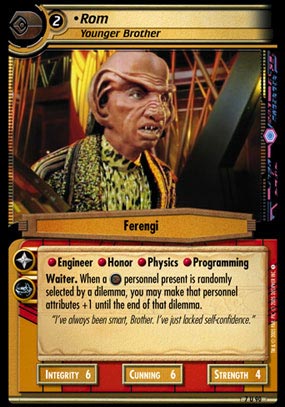 2
•Rom
Younger Brother
Ferengi
Engineer Honor Physics Programming
Waiter. When a personnel present is randomly
selected by a dilemma, you may make that personnel
attributes +1 until the end of that dilemma.
"I've always been smart, Brother. I've just lacked self-confidence."
Integrity 6 Cunning 6 Strength 4